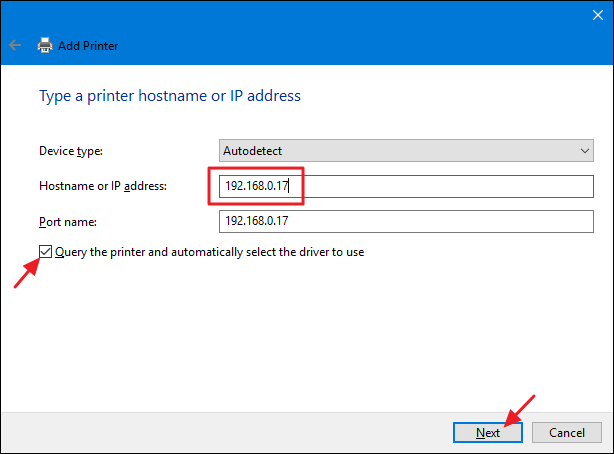 Add Printer
Type a printer hostname or IP address
Device type: Autodetect
Hostname or IP address: 192.168.0.17
Port name: 192.168.0.17
Query the printer and automatically select the driver to use
Next Cancel